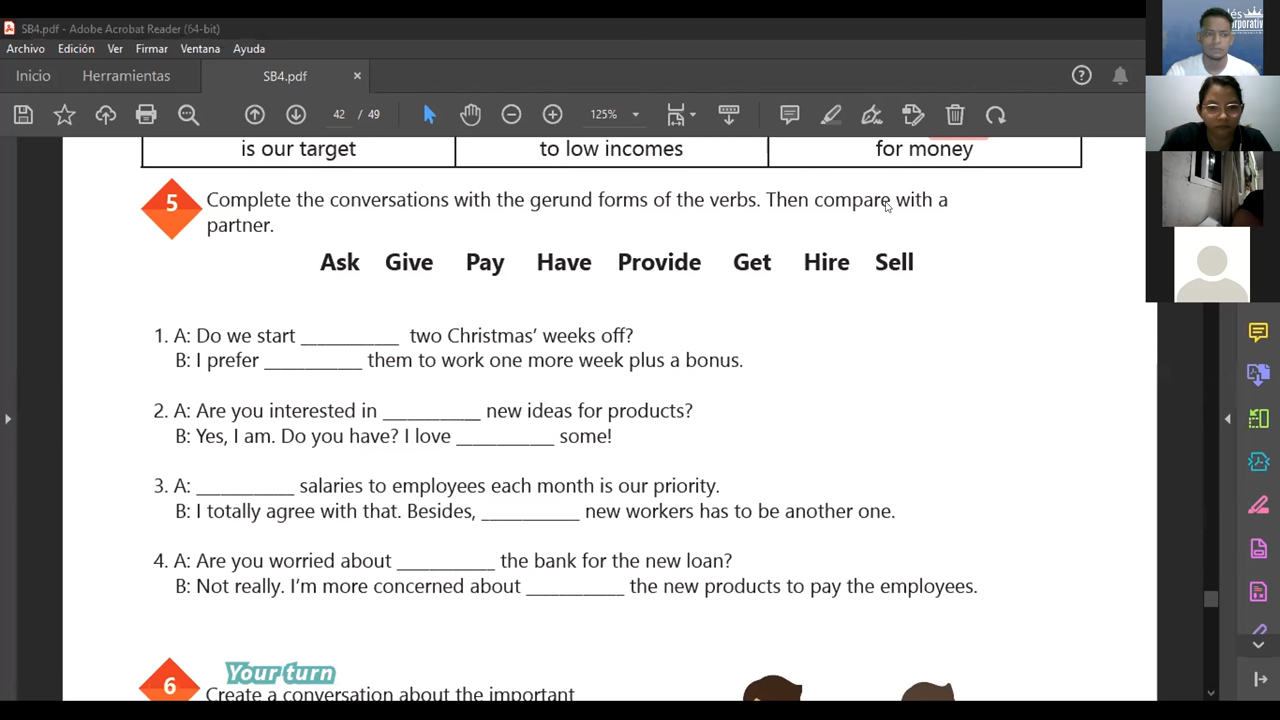 SB4.pdf - Adobe Acrobat Reader (64-bit)
Archivo Edición Ver Firmar Ventana Ayuda
Inicio Herramientas SB4.pdf
42 / 49 125%
is our target to low incomes for money
5 Complete the conversations with the gerund forms of the verbs. Then compare with a
partner.
Ask Give Pay Have Provide Get Hire Sell
1. A: Do we start __________ two Christmas' weeks off?
B: I prefer __________ them to work one more week plus a bonus.
2. A: Are you interested in __________ new ideas for products?
B: Yes, I am. Do you have? I love __________ some!
3. A: __________ salaries to employees each month is our priority.
B: I totally agree with that. Besides, __________ new workers has to be another one.
4. A: Are you worried about __________ the bank for the new loan?
B: Not really. I'm more concerned about __________ the new products to pay the employees.
6 Your turn
Create a conversation about the important